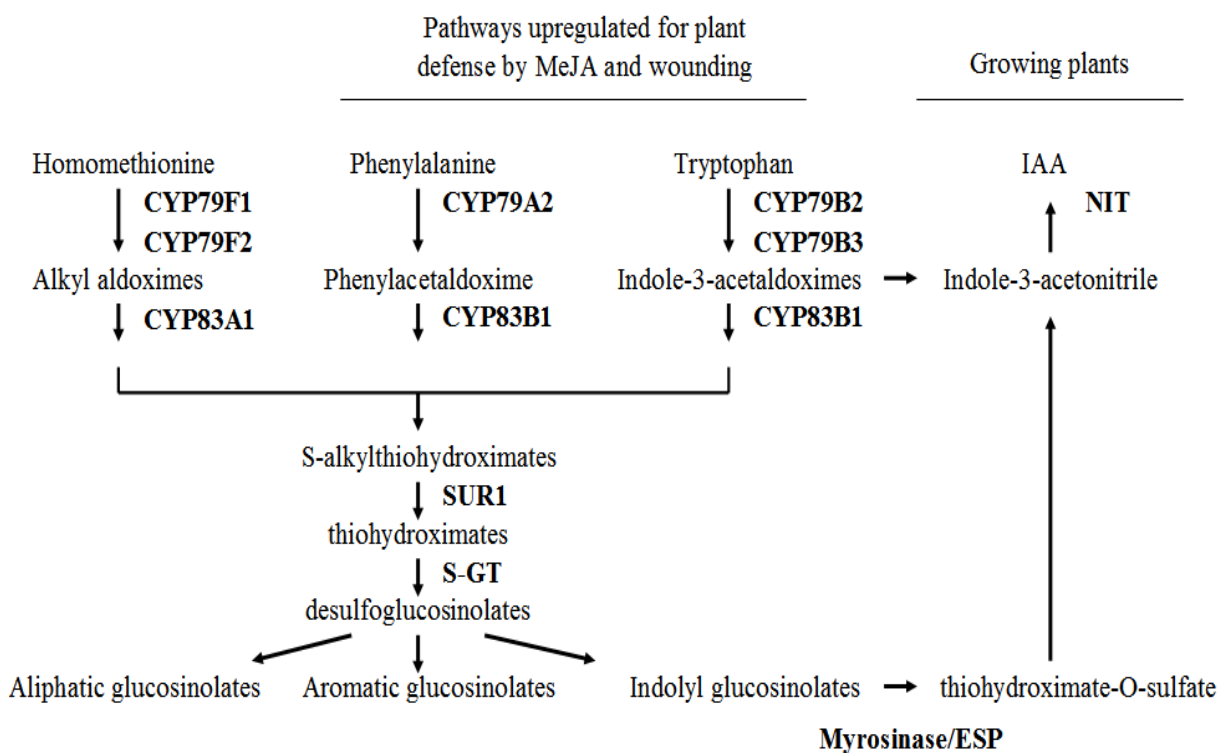 Pathways upregulated for plant
defense by MeJA and wounding
Growing plants
Homomethionine
Phenylalanine
Tryptophan
IAA
CYP79F1
CYP79A2
CYP79B2
NIT
CYP79F2
CYP79B3
Alkyl aldoximes
Phenylacetaldoxime
Indole-3-acetaldoximes
Indole-3-acetonitrile
CYP83A1
CYP83B1
CYP83B1
S-alkylthiohydroximates
SUR1
thiohydroximates
S-GT
desulfoglucosinolates
Aliphatic glucosinolates
Aromatic glucosinolates
Indolyl glucosinolates
thiohydroximate-O-sulfate
Myrosinase/ESP